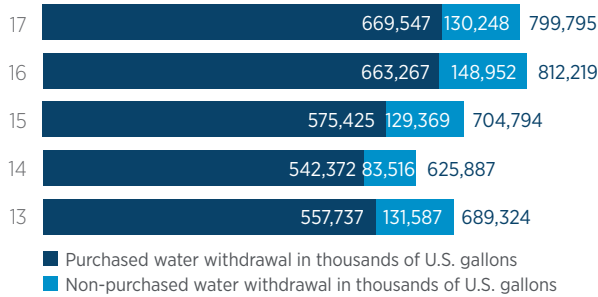 17 669,547 130,248 799,795
16 663,267 148,952 812,219
15 575,425 129,369 704,794
14 542,372 83,516 625,887
13 557,737 131,587 689,324
Purchased water withdrawal in thousands of U.S. gallons
Non-purchased water withdrawal in thousands of U.S. gallons